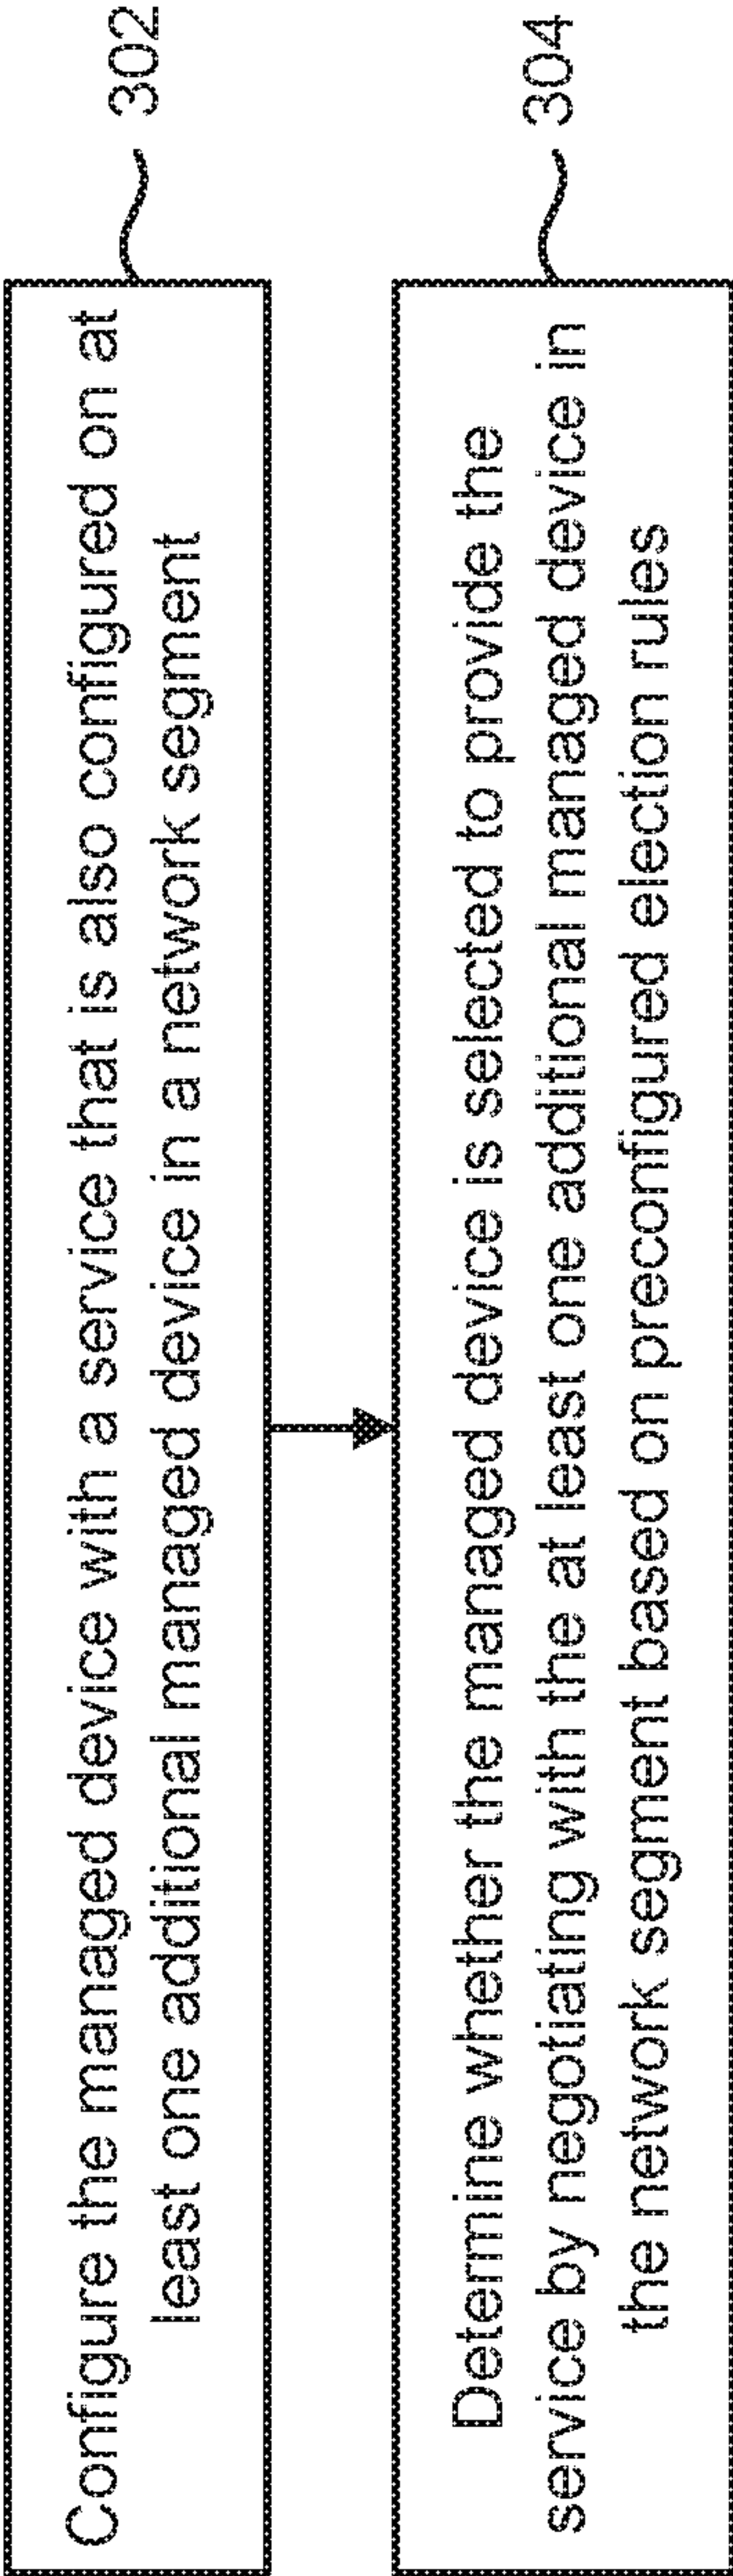 Configure the managed device with a service that is also configured on at
least one additional managed device in a network segment
302
Determine whether the managed device is selected to provide the
service by negotiating with the at least one additional managed device in
the network segment based on preconfigured election rules
304